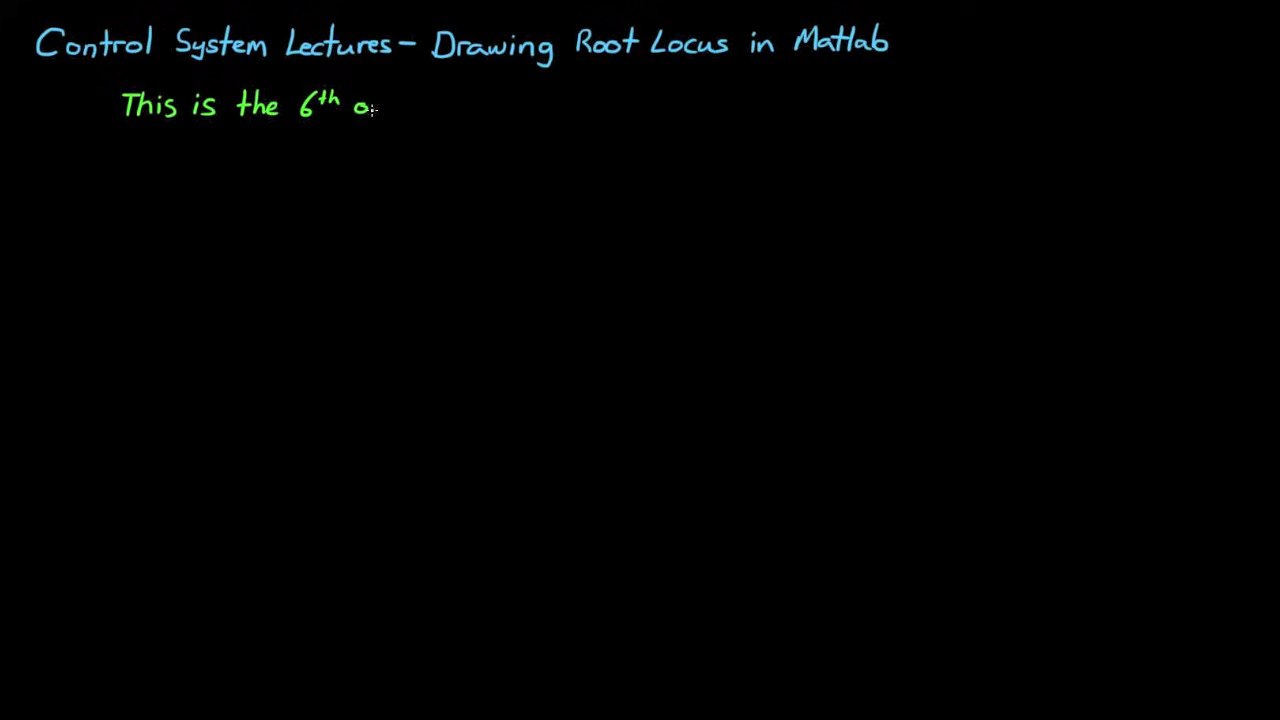 Control System Lectures - Drawing Root Locus in Matlab
This is the 6th o